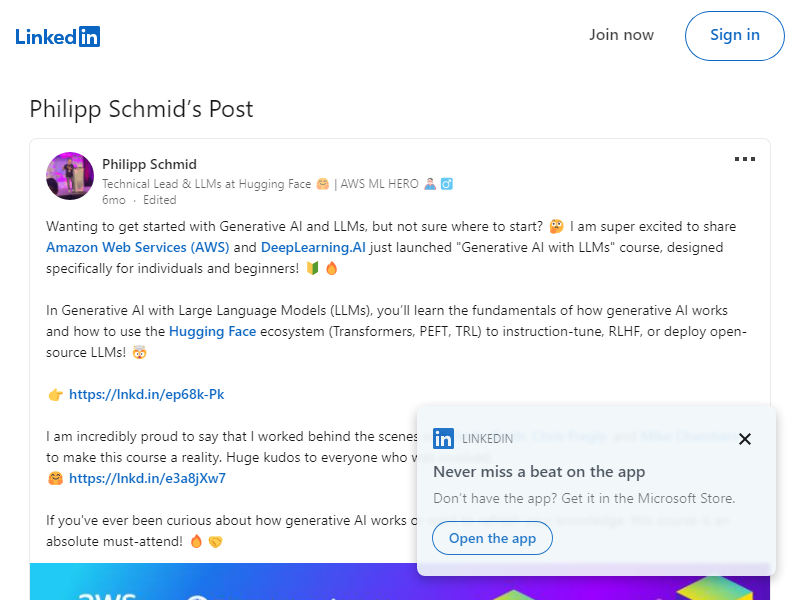 LinkedIn
Join now
Sign in
Philipp Schmid’s Post
Philipp Schmid
Technical Lead & LLMs at Hugging Face 🤗 | AWS ML HERO 🦸🏻‍♂️
6mo · Edited
Wanting to get started with Generative AI and LLMs, but not sure where to start? 🤔 I am super excited to share
Amazon Web Services (AWS) and DeepLearning.AI just launched "Generative AI with LLMs" course, designed
specifically for individuals and beginners! 🔰 🔥
In Generative AI with Large Language Models (LLMs), you’ll learn the fundamentals of how generative AI works
and how to use the Hugging Face ecosystem (Transformers, PEFT, TRL) to instruction-tune, RLHF, or deploy open-
source LLMs! 🤯
👉 https://lnkd.in/ep68k-Pk
I am incredibly proud to say that I worked behind the scenes
to make this course a reality. Huge kudos to everyone who
🤗 https://lnkd.in/e3a8jXw7
If you've ever been curious about how generative AI works
absolute must-attend! 🔥 🤝
LINKEDIN
Never miss a beat on the app
Don’t have the app? Get it in the Microsoft Store.
Open the app
aws